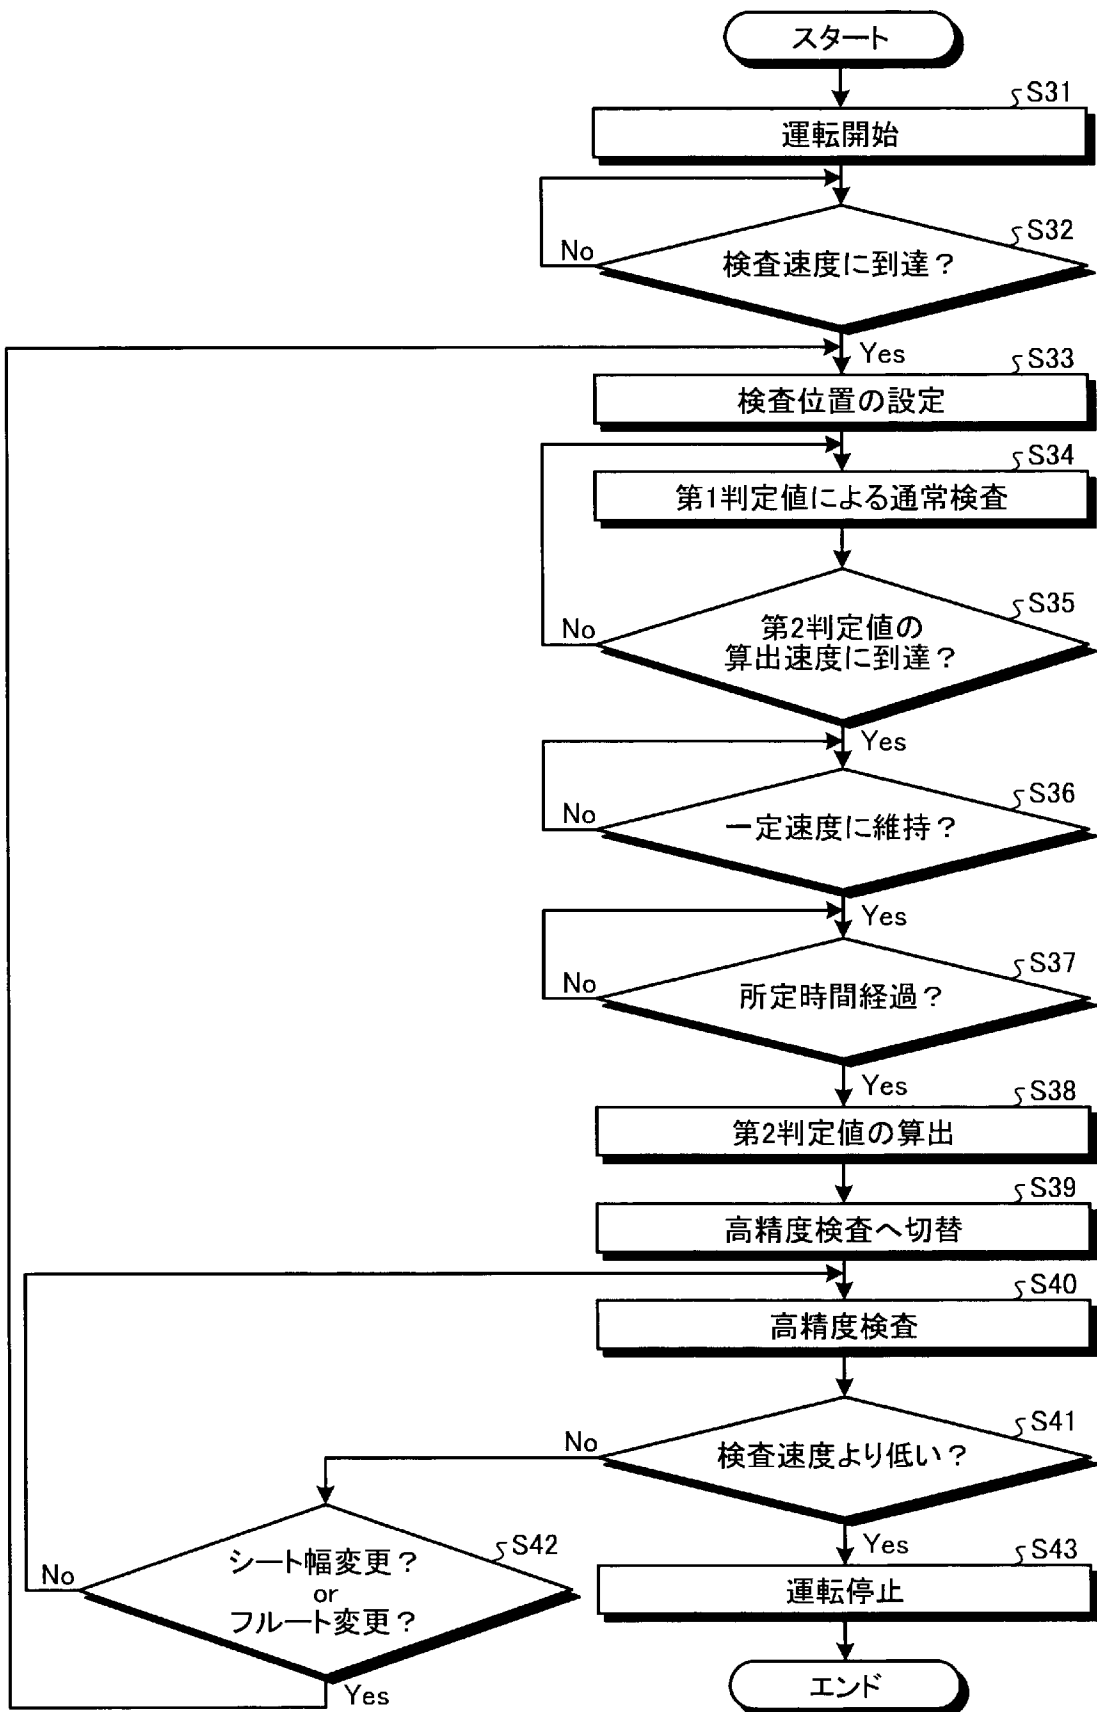 スタート
S31
運転開始
S32
検査速度に到達？
No
Yes
S33
検査位置の設定
S34
第1判定値による通常検査
S35
第2判定値の
算出速度に到達？
No
Yes
S36
一定速度に維持？
No
Yes
S37
所定時間経過？
No
Yes
S38
第2判定値の算出
S39
高精度検査へ切替
S40
高精度検査
S41
検査速度より低い？
No
Yes
S42
シート幅変更？
or
フルート変更？
No
Yes
S43
運転停止
エンド